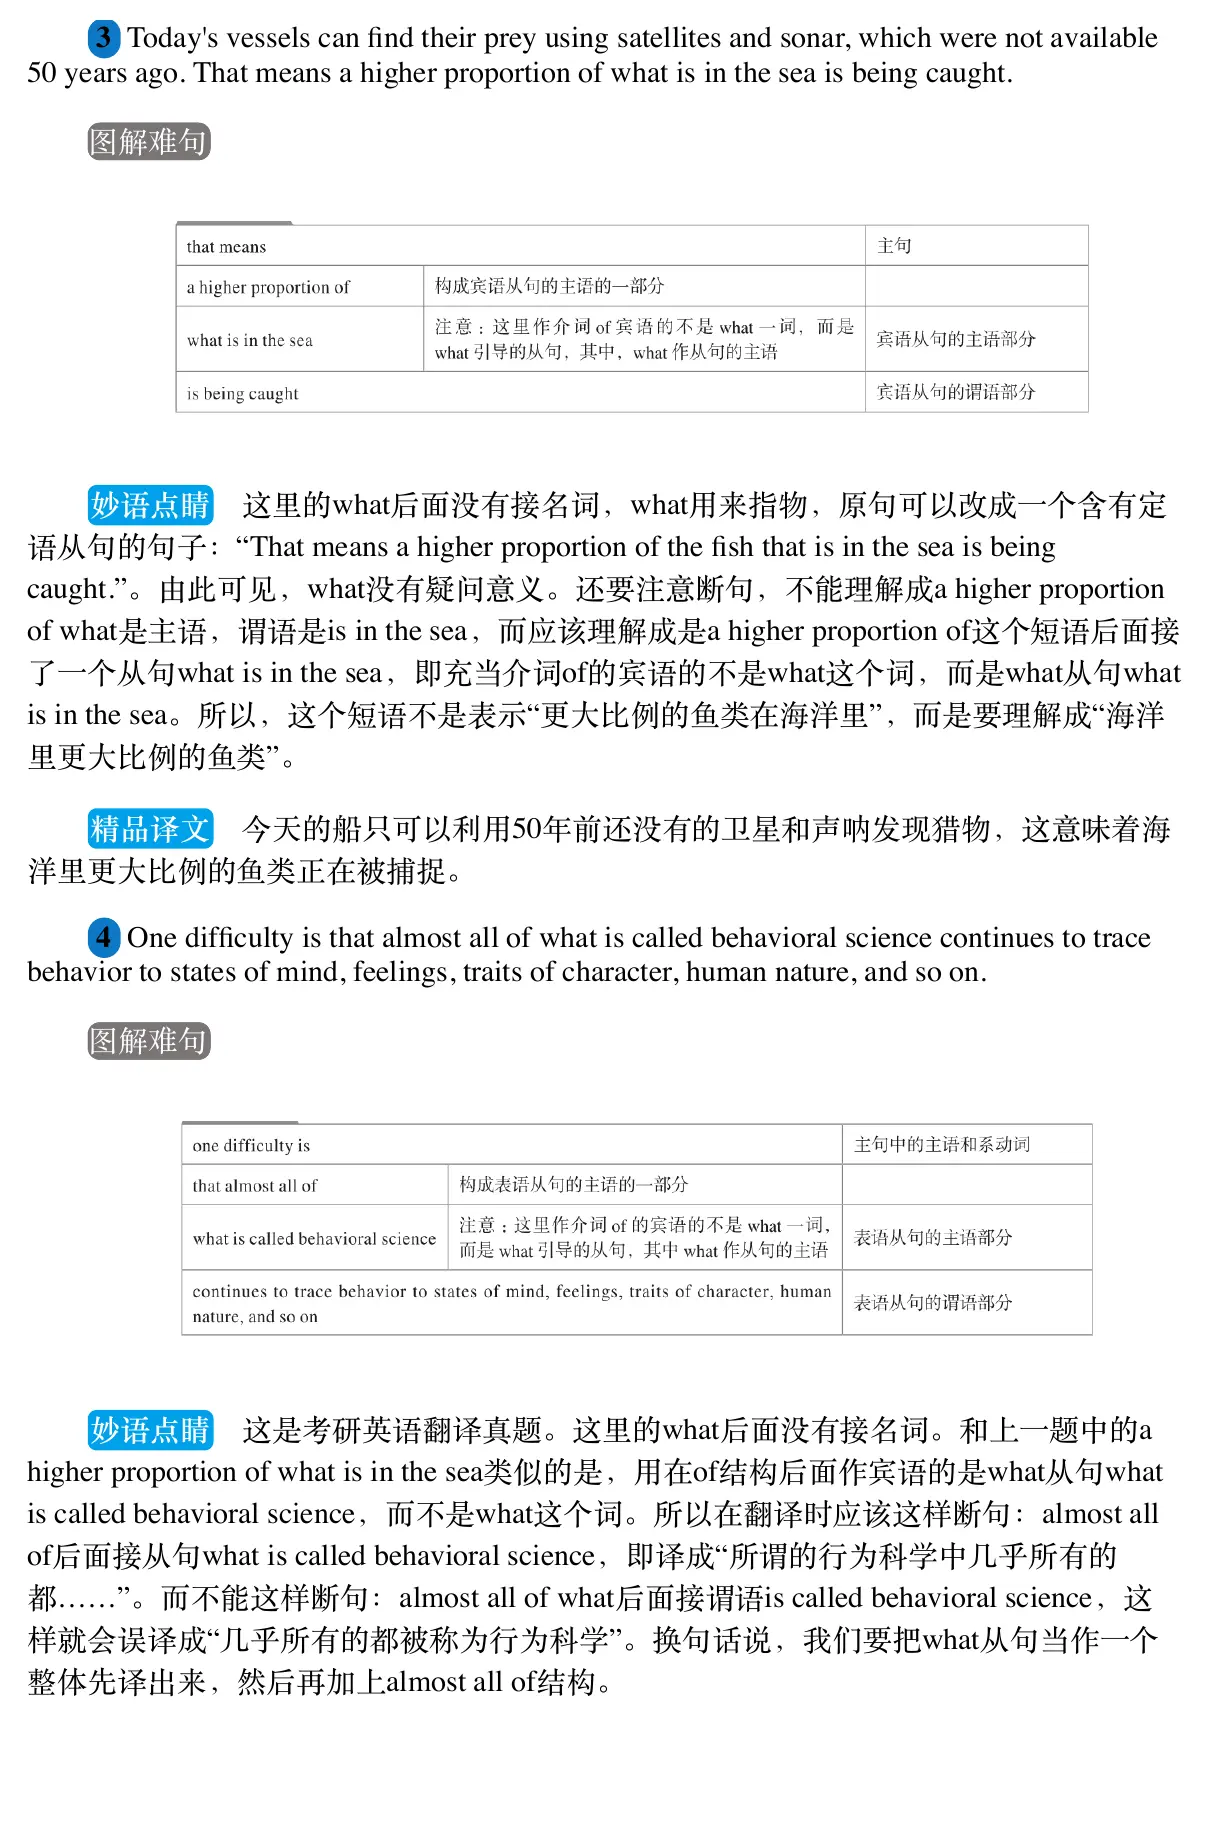 3 Today's vessels can find their prey using satellites and sonar, which were not available
50 years ago. That means a higher proportion of what is in the sea is being caught.
图解难句
that means 主句
a higher proportion of 构成宾语从句的主语的一部分
what is in the sea 注意：这里作介词 of 宾语的不是 what 一词，而是
what 引导的从句，其中，what 作从句的主语 宾语从句的主语部分
is being caught 宾语从句的谓语部分
妙语点睛 这里的what后面没有接名词，what用来指物，原句可以改成一个含有定
语从句的句子：“That means a higher proportion of the fish that is in the sea is being
caught.”。由此可见，what没有疑问意义。还要注意断句，不能理解成a higher proportion
of what是主语，谓语是is in the sea，而应该理解成是a higher proportion of这个短语后面接
了一个从句what is in the sea，即充当介词of的宾语的不是what这个词，而是what从句what
is in the sea。所以，这个短语不是表示“更大比例的鱼类在海洋里”，而是要理解成“海洋
里更大比例的鱼类”。
精品译文 今天的船只可以利用50年前还没有的卫星和声呐发现猎物，这意味着海
洋里更大比例的鱼类正在被捕捉。
4 One difficulty is that almost all of what is called behavioral science continues to trace
behavior to states of mind, feelings, traits of character, human nature, and so on.
图解难句
one difficulty is 主句中的主语和系动词
that almost all of 构成表语从句的主语的一部分
what is called behavioral science 注意：这里作介词 of 的宾语的不是 what 一词，
而是 what 引导的从句，其中 what 作从句的主语 表语从句的主语部分
continues to trace behavior to states of mind, feelings, traits of character, human
nature, and so on 表语从句的谓语部分
妙语点睛 这是考研英语翻译真题。这里的what后面没有接名词。和上一题中的a
higher proportion of what is in the sea类似的是，用在of结构后面作宾语的是what从句what
is called behavioral science，而不是what这个词。所以在翻译时应该这样断句：almost all
of后面接从句what is called behavioral science，即译成“所谓的行为科学中几乎所有的
都……”。而不能这样断句：almost all of what后面接谓语is called behavioral science，这
样就会误译成“几乎所有的都被称为行为科学”。换句话说，我们要把what从句当作一个
整体先译出来，然后再加上almost all of结构。